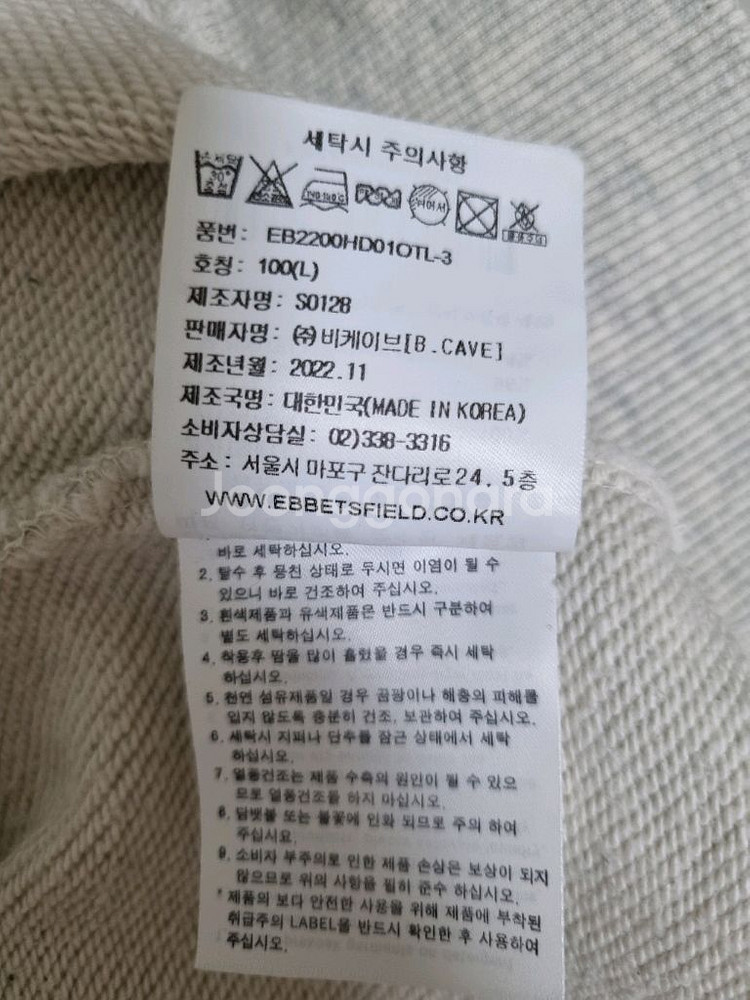 세탁시 주의사항
30°
중성
품번: EB2200HD01OTL-3
호칭: 100(L)
제조자명: S0128
판매자명: ㈜비케이브[B.CAVE]
제조년월: 2022.11
제조국명: 대한민국(MADE IN KOREA)
소비자상담실: 02)338-3316
주소: 서울시 마포구 잔다리로24, 5층
Joonggonara
WWW.EBBETSFIELD.CO.KR
바로 세탁하십시오.
2. 탈수 후 뭉친 상태로 두시면 이염이 될 수
있으니 바로 건조하여 주십시오.
3. 흰색제품과 유색제품은 반드시 구분하여
별도 세탁하십시오.
4. 착용후 땀을 많이 흘렸을 경우 즉시 세탁
하십시오.
5. 천연 섬유제품일 경우 곰팡이나 해충의 피해를
입지 않도록 충분히 건조, 보관하여 주십시오.
6. 세탁시 지퍼나 단추를 잠근 상태에서 세탁
하십시오.
7. 열풍건조는 제품 수축의 원인이 될 수 있으
므로 열풍건조를 하지 마십시오.
8. 담뱃불 또는 불꽃에 인화 되므로 주의 하여
주십시요.
9. 소비자 부주의로 인한 제품 손상은 보상이 되지
않으므로 위의 사항을 필히 준수 하십시오.
* 제품의 보다 안전한 사용을 위해 제품에 부착된
취급주의 LABEL을 반드시 확인한 후 사용하여
주십시오.